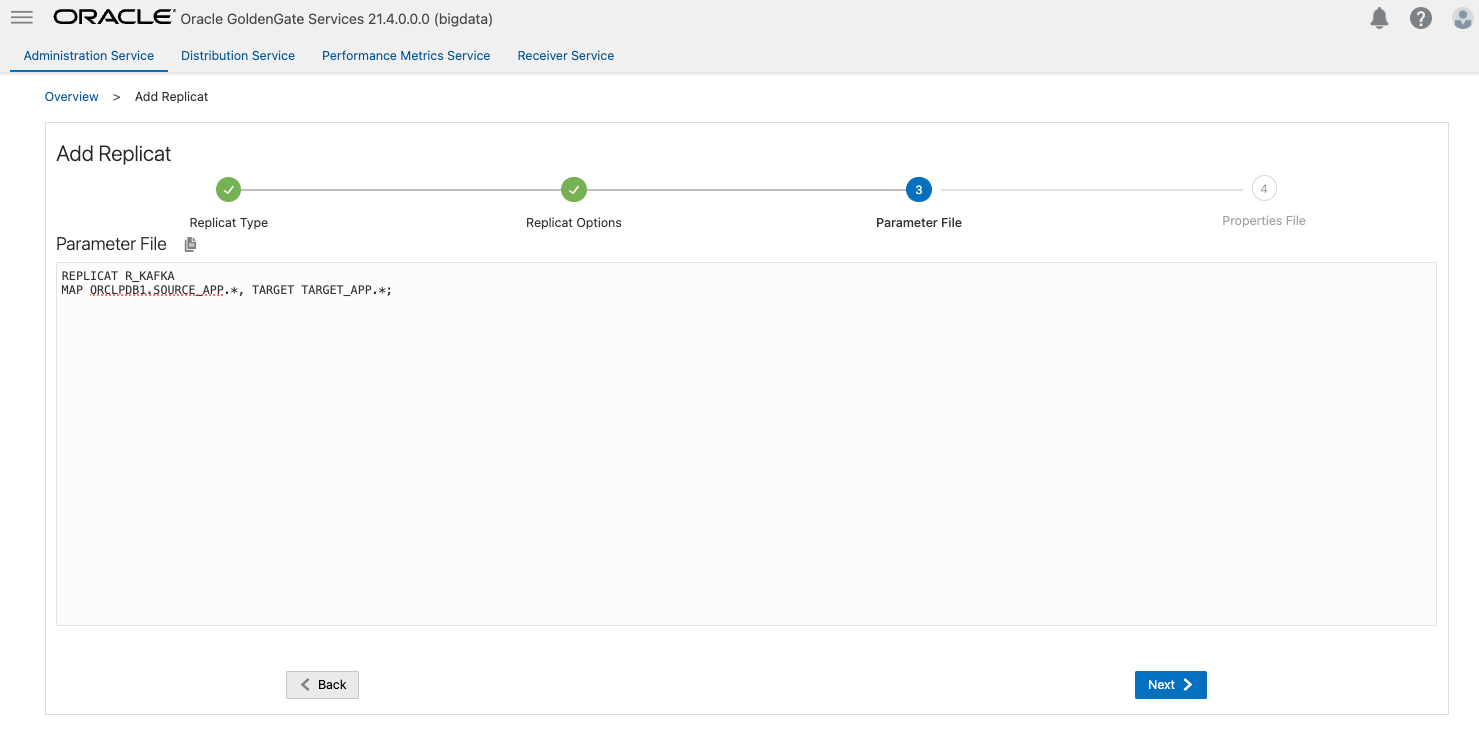 ORACLE® Oracle GoldenGate Services 21.4.0.0.0 (bigdata)
Administration Service Distribution Service Performance Metrics Service Receiver Service
Overview > Add Replicat
Add Replicat
3 4
Replicat Type Replicat Options Parameter File Properties File
Parameter File
REPLICAT R_KAFKA
MAP ORCLPDB1.SOURCE_APP.*, TARGET TARGET_APP.*;
Back Next